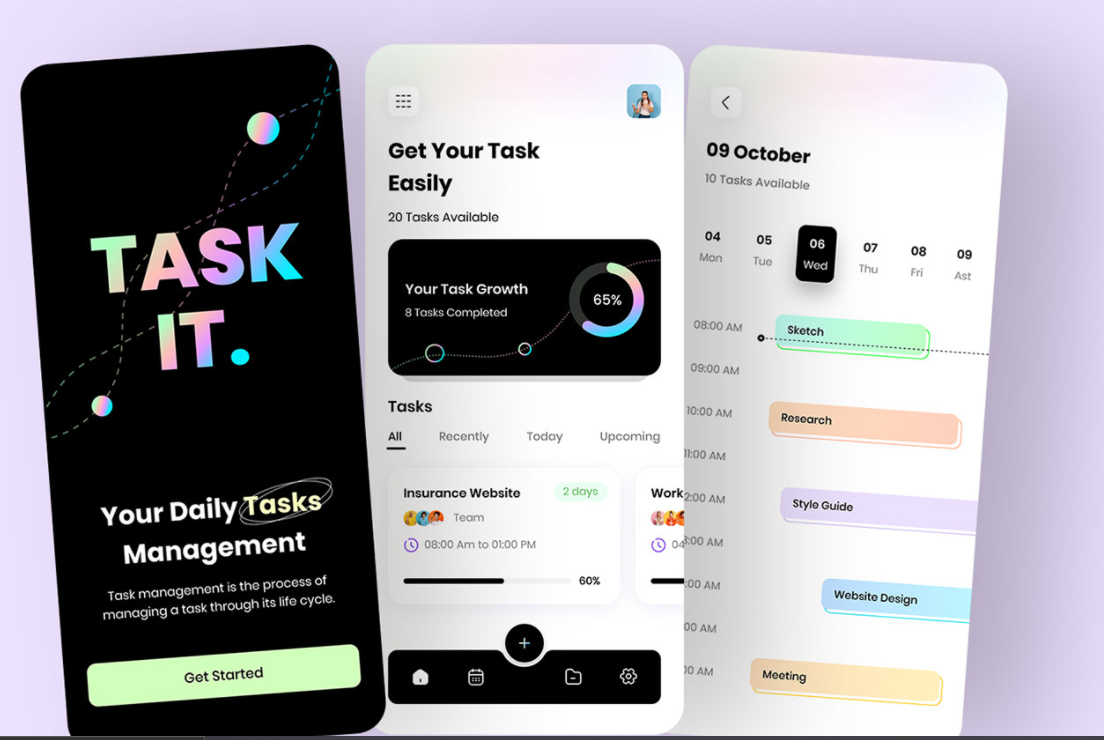 TASK
IT.
Your Daily Tasks
Management
Task management is the process of
managing a task through its life cycle.
Get Started
Get Your Task
Easily
20 Tasks Available
Your Task Growth
8 Tasks Completed
65%
Tasks
All Recently Today Upcoming
Insurance Website 2 days
Team
08:00 Am to 01:00 PM
60%
Work
04
09 October
10 Tasks Available
04 05 06 07 08 09
Mon Tue Wed Thu Fri Ast
08:00 AM Sketch
09:00 AM
10:00 AM Research
11:00 AM
2:00 AM Style Guide
:00 AM
:00 AM Website Design
00 AM
00 AM Meeting